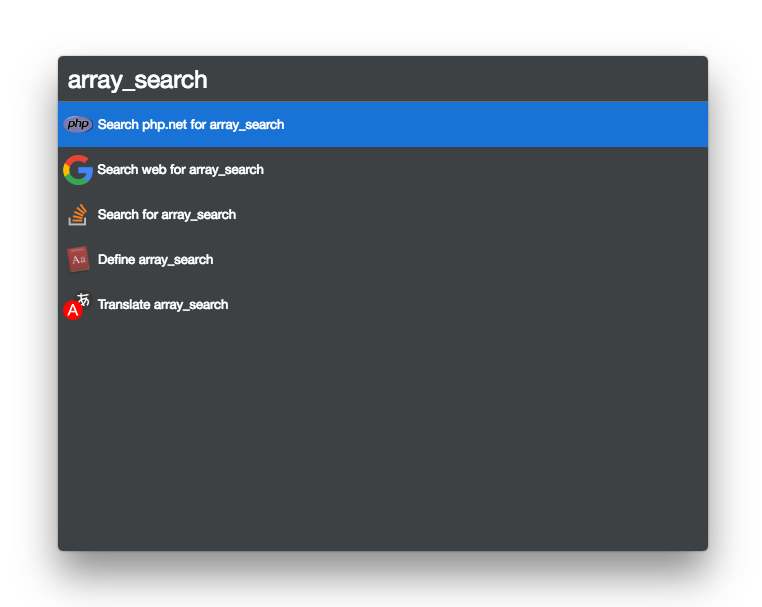 array_search
php Search php.net for array_search
Search web for array_search
Search for array_search
Aa Define array_search
Aあ Translate array_search